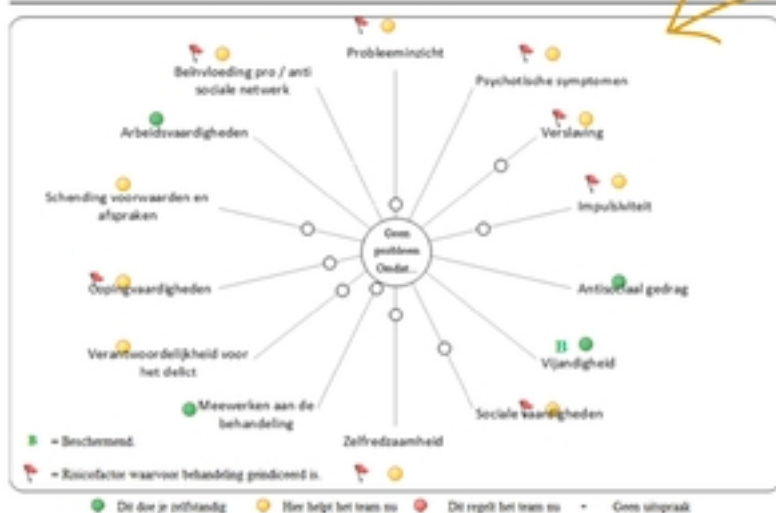 Probleeminzicht
Beïnvloeding pro / anti
sociale netwerk
Psychotische symptomen
Arbeidsvaardigheden
Verslaving
Schending voorwaarden en
afspraken
Impulsiviteit
Geen
probleem
Omdat...
Copingvaardigheden
Antisociaal gedrag
Verantwoordelijkheid voor
het delict
B
Vijandigheid
Meewerken aan de
behandeling
Sociale vaardigheden
Zelfredzaamheid
B = Beschermend.
= Risicofactor waarvoor behandeling geïndiceerd is.
Dit doe je zelfstandig
Hier helpt het team nu
Dit regelt het team nu
- Geen uitspraak